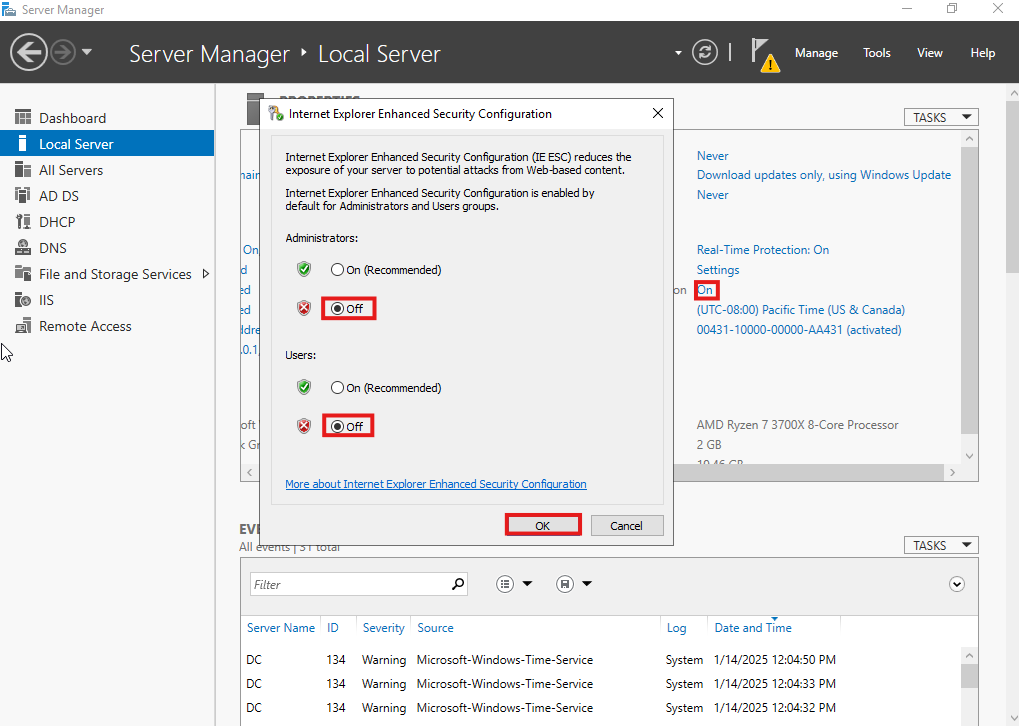 Server Manager
Server Manager ‣ Local Server
Manage Tools View Help
Dashboard
Local Server
All Servers
AD DS
DHCP
DNS
File and Storage Services
IIS
Remote Access
PROPERTIES
TASKS
Internet Explorer Enhanced Security Configuration
Internet Explorer Enhanced Security Configuration (IE ESC) reduces the
exposure of your server to potential attacks from Web-based content.
Internet Explorer Enhanced Security Configuration is enabled by
default for Administrators and Users groups.
Administrators:
On (Recommended)
Off
Users:
On (Recommended)
Off
More about Internet Explorer Enhanced Security Configuration
OK Cancel
On
Never
Download updates only, using Windows Update
Never
Real-Time Protection: On
Settings
On
(UTC-08:00) Pacific Time (US & Canada)
00431-10000-00000-AA431 (activated)
AMD Ryzen 7 3700X 8-Core Processor
2 GB
All events | 31 total
TASKS
Filter
Server Name ID Severity Source Log Date and Time
DC 134 Warning Microsoft-Windows-Time-Service System 1/14/2025 12:04:50 PM
DC 134 Warning Microsoft-Windows-Time-Service System 1/14/2025 12:04:33 PM
DC 134 Warning Microsoft-Windows-Time-Service System 1/14/2025 12:04:32 PM